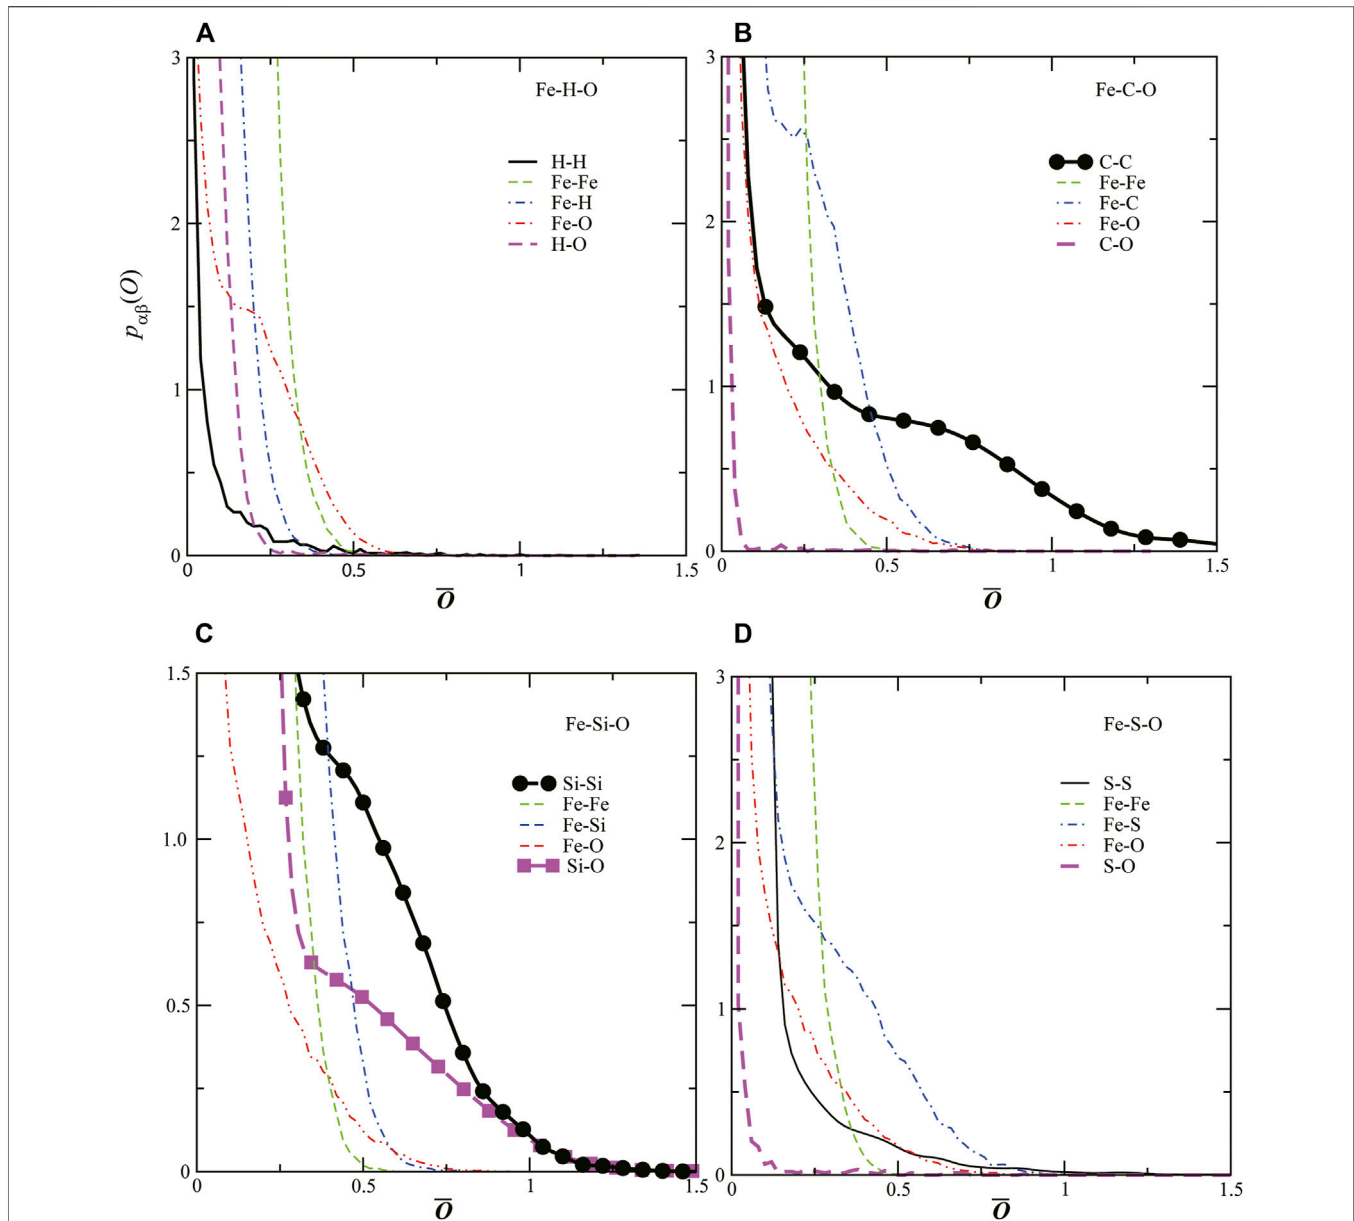 A
3
2
1
0
0
0.5
1
1.5
pαβ(O)
O̅
Fe-H-O
H-H
Fe-Fe
Fe-H
Fe-O
H-O
B
3
2
1
0
0
0.5
1
1.5
O̅
Fe-C-O
C-C
Fe-Fe
Fe-C
Fe-O
C-O
C
1.5
1.0
0.5
0
0
0.5
1
1.5
O̅
Fe-Si-O
Si-Si
Fe-Fe
Fe-Si
Fe-O
Si-O
D
3
2
1
0
0
0.5
1
1.5
O̅
Fe-S-O
S-S
Fe-Fe
Fe-S
Fe-O
S-O